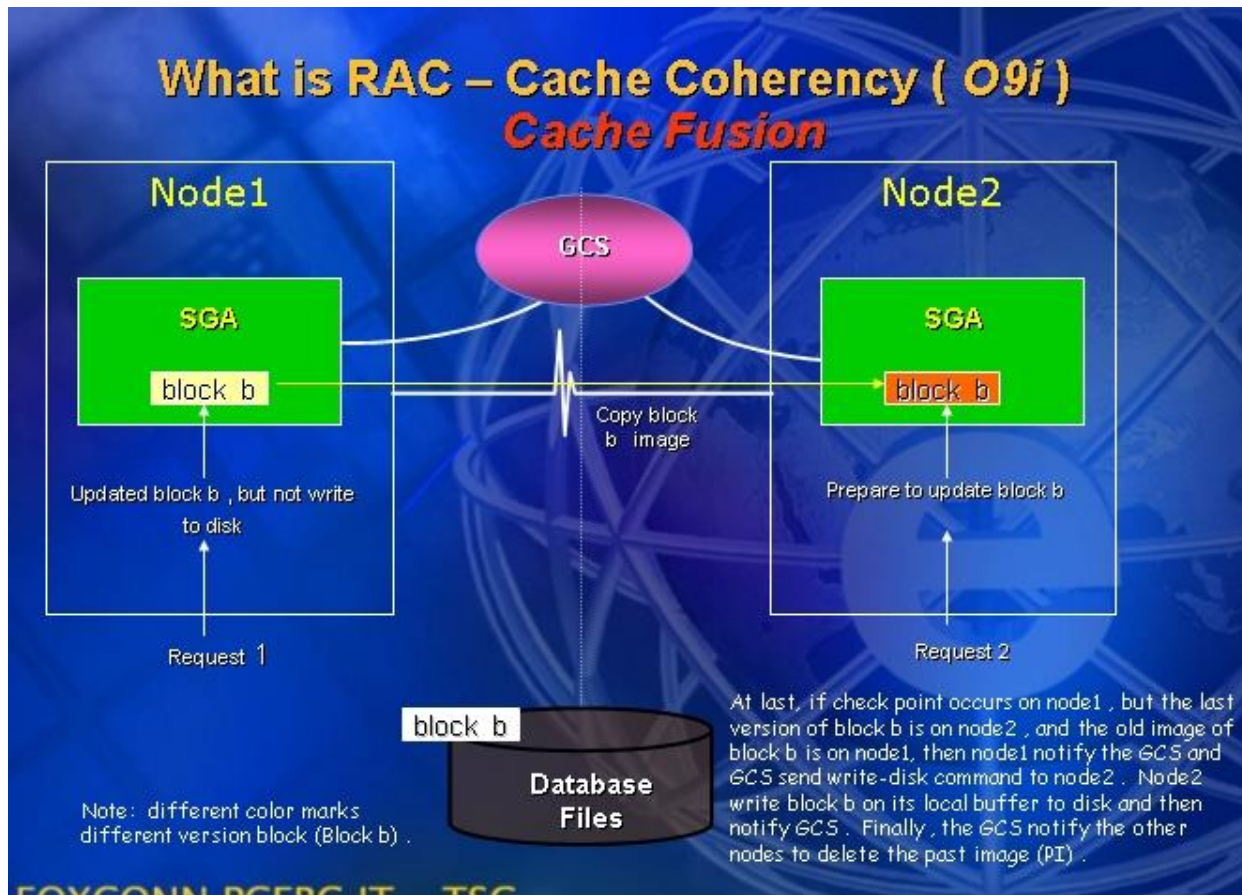 What is RAC – Cache Coherency ( O9i )
Cache Fusion
Node1
GCS
Node2
SGA
SGA
block b
block b
Copy block
b image
Updated block b , but not write
to disk
Prepare to update block b
Request 1
Request 2
block b
Database
Files
Note: different color marks
different version block (Block b) .
At last, if check point occurs on node1 , but the last
version of block b is on node2 , and the old image of
block b is on node1, then node1 notify the GCS and
GCS send write-disk command to node2 . Node2
write block b on its local buffer to disk and then
notify GCS . Finally , the GCS notify the other
nodes to delete the past image (PI) .
FOXCONN PCEBG IT